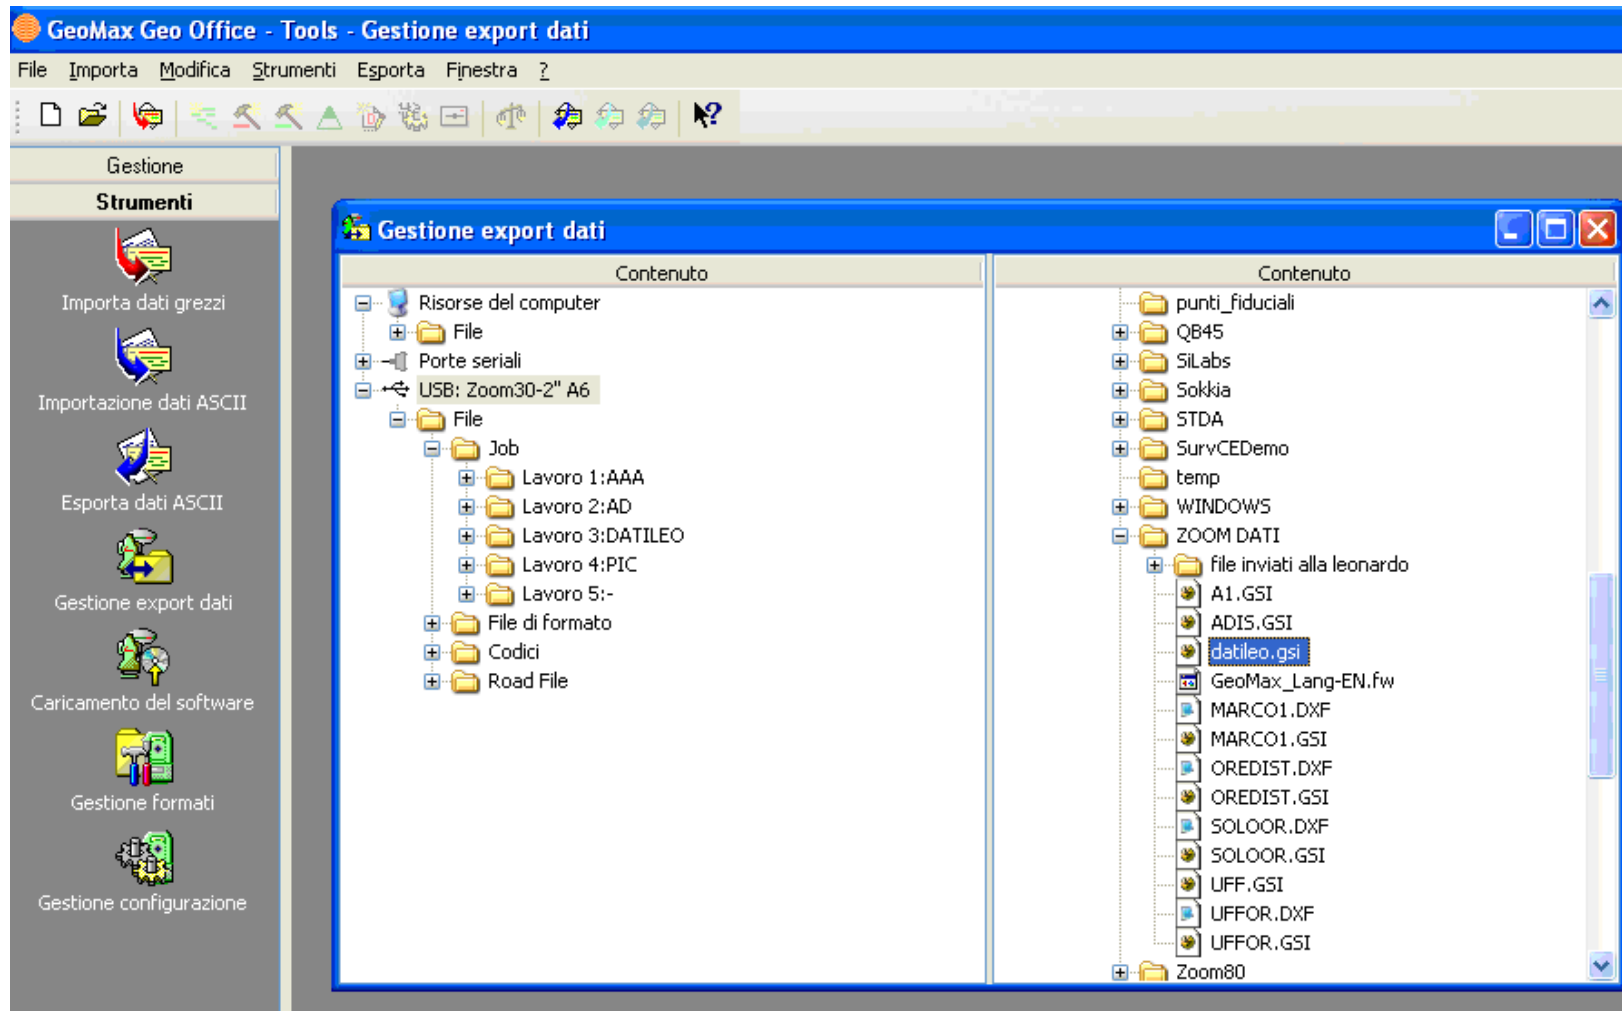 GeoMax Geo Office - Tools - Gestione export dati
File Importa Modifica Strumenti Esporta Finestra ?
Gestione
Strumenti
Importa dati grezzi
Importazione dati ASCII
Esporta dati ASCII
Gestione export dati
Caricamento del software
Gestione formati
Gestione configurazione
Gestione export dati
Contenuto
Risorse del computer
File
Porte seriali
USB: Zoom30-2" A6
File
Job
Lavoro 1:AAA
Lavoro 2:AD
Lavoro 3:DATILEO
Lavoro 4:PIC
Lavoro 5:-
File di formato
Codici
Road File
Contenuto
punti_fiduciali
QB45
SiLabs
Sokkia
STDA
SurvCEDemo
temp
WINDOWS
ZOOM DATI
file inviati alla leonardo
A1.GSI
ADIS.GSI
datileo.gsi
GeoMax_Lang-EN.fw
MARCO1.DXF
MARCO1.GSI
OREDIST.DXF
OREDIST.GSI
SOLOOR.DXF
SOLOOR.GSI
UFF.GSI
UFFOR.DXF
UFFOR.GSI
Zoom80